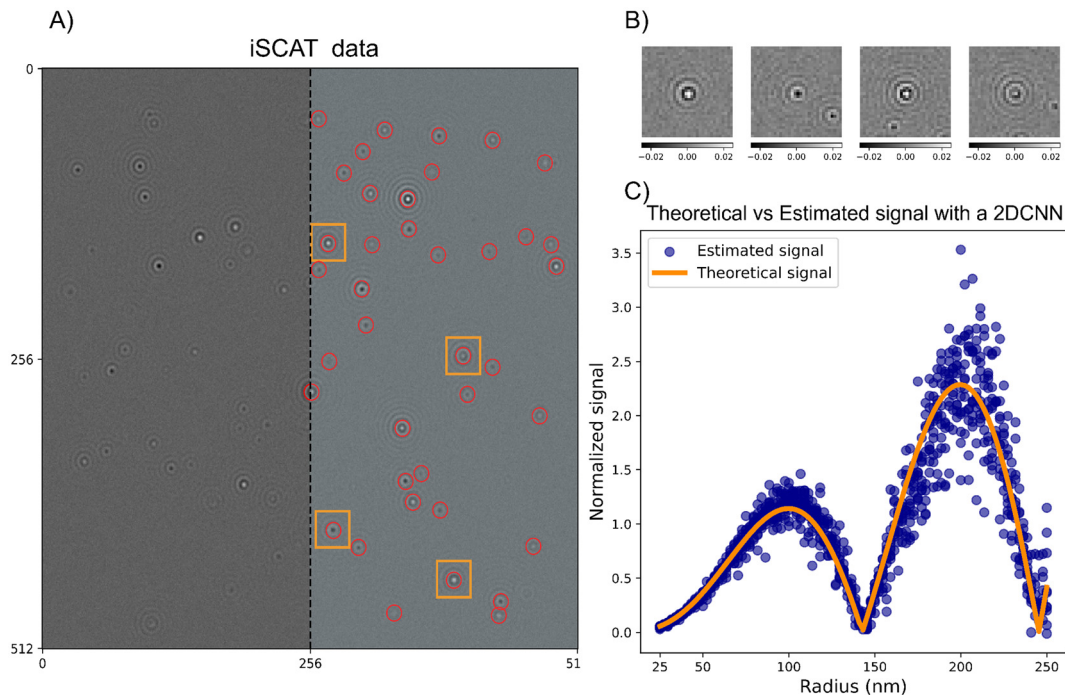 A)
iSCAT data
0
256
512
0
256
51
B)
−0.02 0.00 0.02
−0.02 0.00 0.02
−0.02 0.00 0.02
−0.02 0.00 0.02
C)
Theoretical vs Estimated signal with a 2DCNN
Estimated signal
Theoretical signal
Normalized signal
3.5
3.0
2.5
2.0
1.5
1.0
0.5
0.0
25 50 100 150 200 250
Radius (nm)